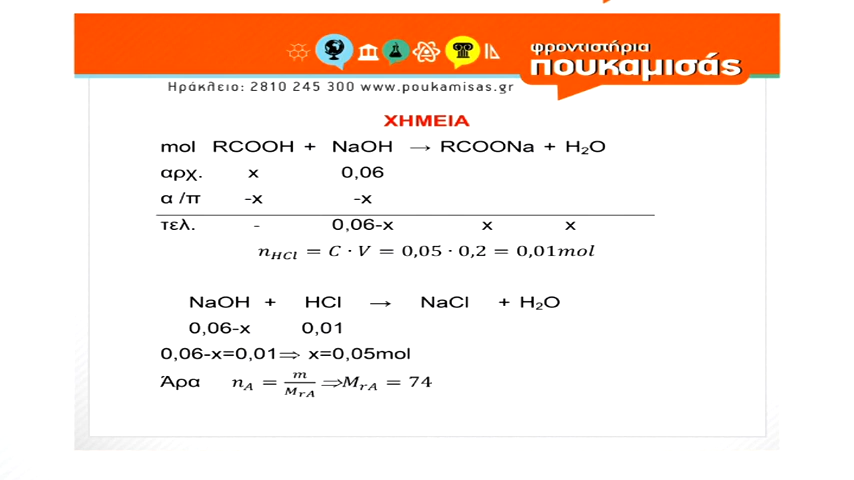 φροντιστήρια
πουκαμισάς
Ηράκλειο: 2810 245 300 www.poukamisas.gr
ΧΗΜΕΙΑ
mol RCOOH + NaOH → RCOONa + H₂O
αρχ. x 0,06
α /π -x -x
τελ. - 0,06-x x x
n_HCl = C · V = 0,05 · 0,2 = 0,01mol
NaOH + HCl → NaCl + H₂O
0,06-x 0,01
0,06-x=0,01⇒ x=0,05mol
Άρα n_A = m/M_rA ⇒M_rA = 74